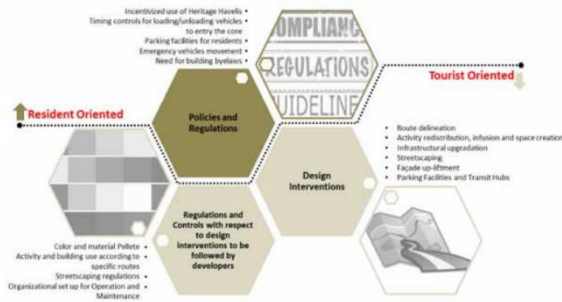 Incentivized use of Heritage Havelis •
Timing controls for loading/unloading vehicles •
to entry the core
Parking facilities for residents •
Emergency vehicles movement •
Need for building byelaws •
COMPLIANC
REGULATIONS
GUIDELINE
Tourist Oriented
Resident Oriented
Policies and
Regulations
• Route delineation
• Activity redistribution, infusion and space creation
• Infrastructural upgradation
• Streetscaping
• Façade up-liftment
• Parking Facilities and Transit Hubs
Design
Interventions
Regulations and
Controls with respect
to design
interventions to be
followed by
developers
Color and material Pellete •
Activity and building use according to •
specific routes
Streetscaping regulations •
Organizational set up for Operation and •
Maintenance